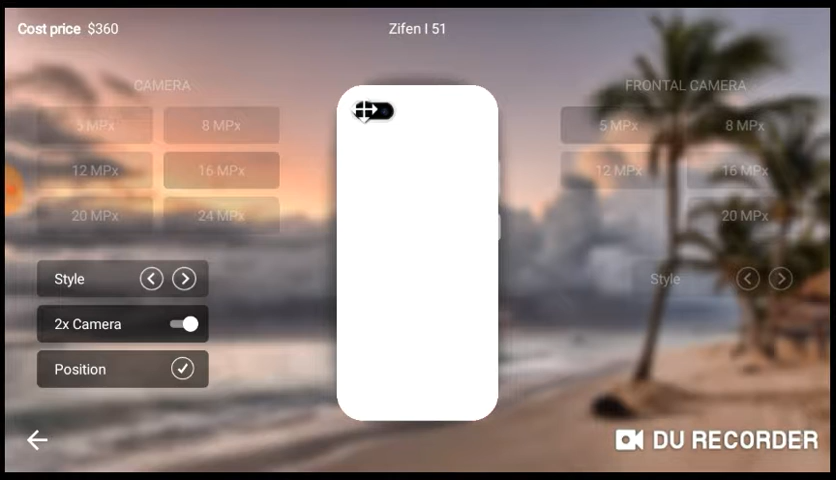 Cost price $360
Zifen I 51
CAMERA
5 MPx
8 MPx
12 MPx
16 MPx
20 MPx
24 MPx
Style
2x Camera
Position
FRONTAL CAMERA
5 MPx
8 MPx
12 MPx
16 MPx
20 MPx
Style
DU RECORDER